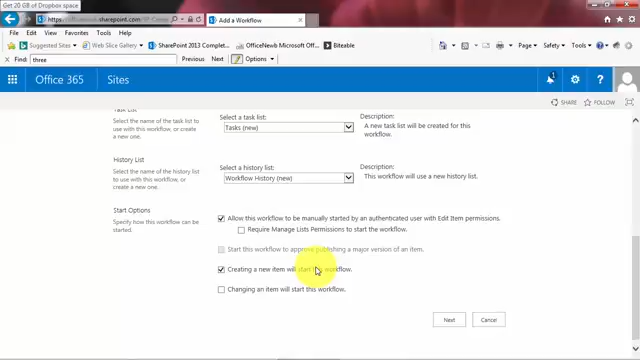 Get 20 GB of Dropbox space
https://
.sharepoint.com
Add a Workflow
File Edit View Favorites Tools Help
Suggested Sites Web Slice Gallery SharePoint 2013 Complet... OfficeNewb Microsoft Off... Biteable
Page Safety Tools
Find: three Previous Next Options
Office 365 Sites
SHARE FOLLOW
Task List
Select the name of the task list
to use with this workflow, or
create a new one.
Select a task list:
Tasks (new)
Description:
A new task list will be created for this
workflow.
History List
Select the name of the history
list to use with this workflow, or
create a new one.
Select a history list:
Workflow History (new)
Description:
This workflow will use a new history list.
Start Options
Specify how this workflow can be
started.
Allow this workflow to be manually started by an authenticated user with Edit Item permissions.
Require Manage Lists Permissions to start the workflow.
Start this workflow to approve publishing a major version of an item.
Creating a new item will start this workflow.
Changing an item will start this workflow.
Next Cancel